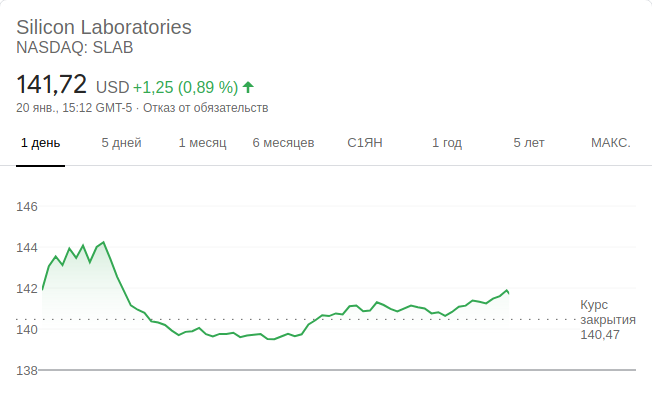 Silicon Laboratories
NASDAQ: SLAB
141,72 USD +1,25 (0,89 %)
20 янв., 15:12 GMT-5 · Отказ от обязательств
1 день 5 дней 1 месяц 6 месяцев С1ЯН 1 год 5 лет МАКС.
146
144
142
140
138
Курс
закрытия
140,47